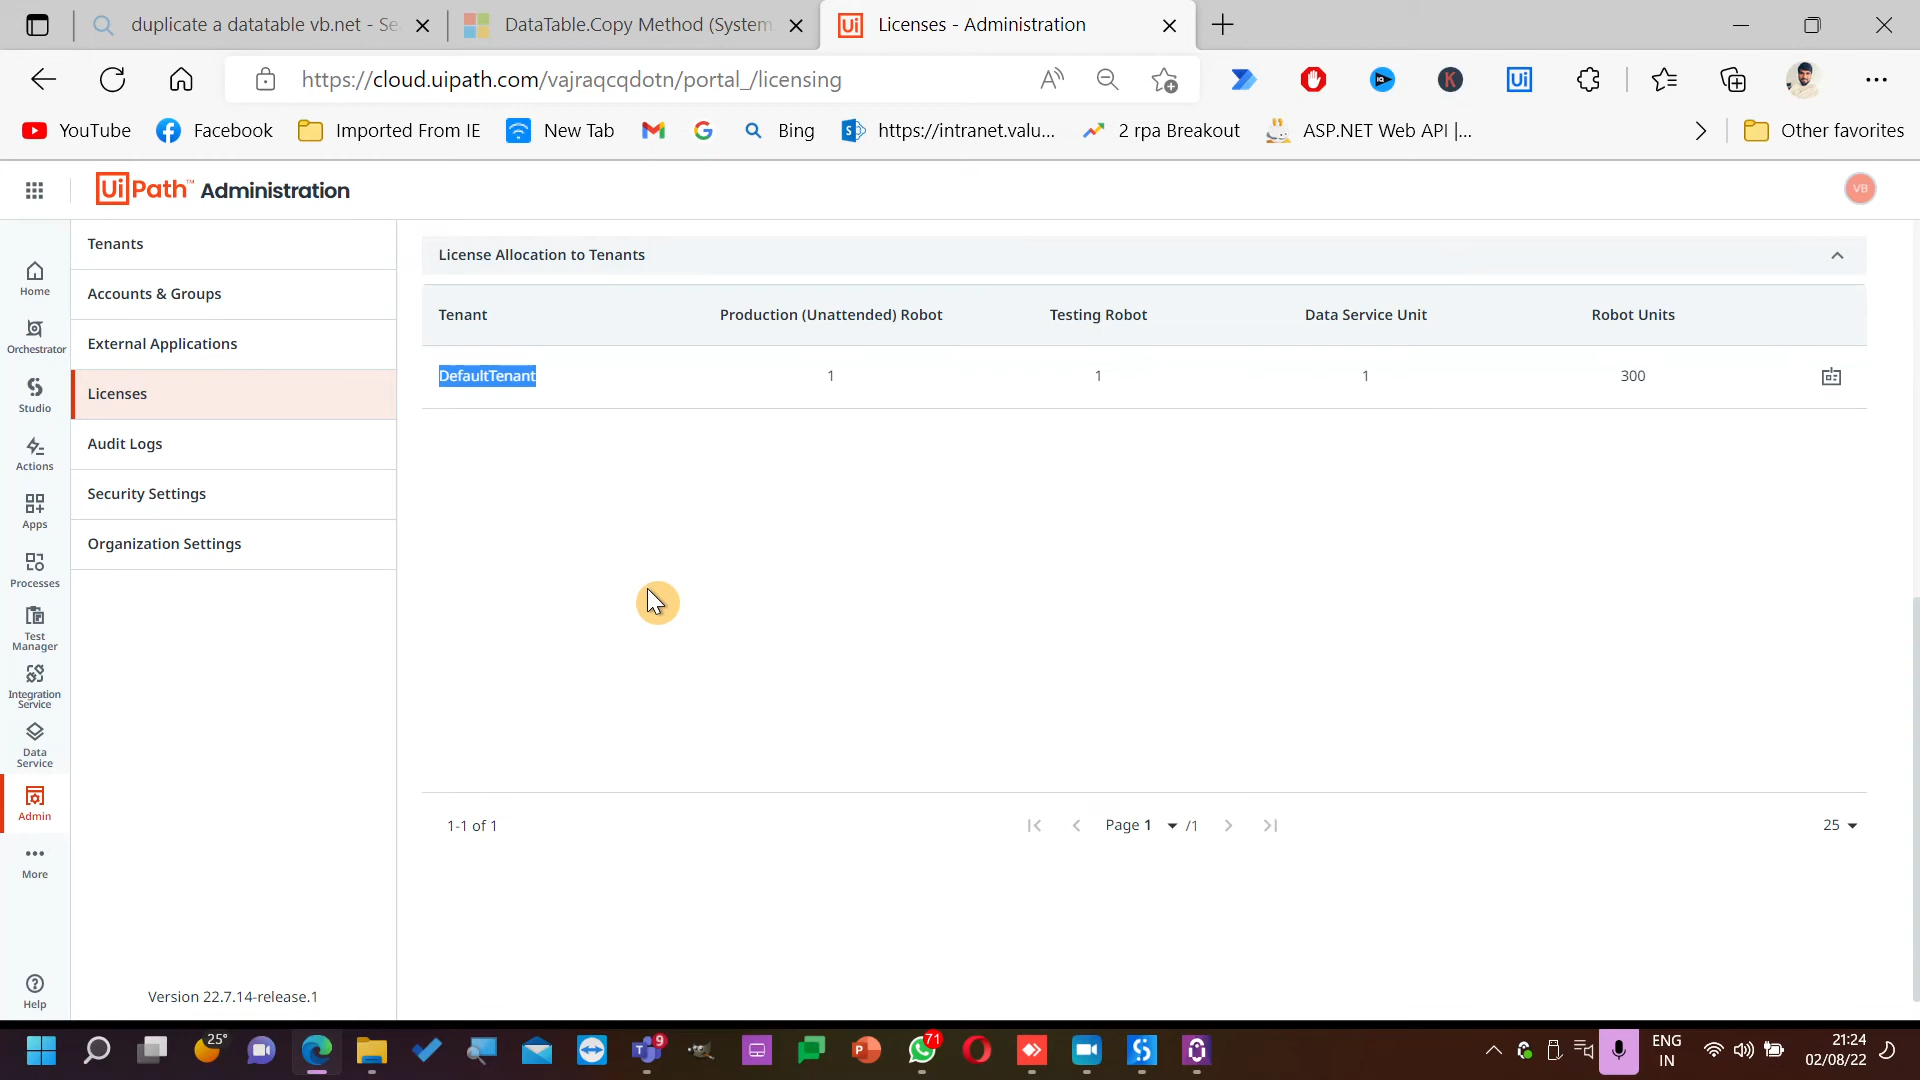 duplicate a datatable vb.net - Se
DataTable.Copy Method (System
Licenses - Administration
https://cloud.uipath.com/vajraqcqdotn/portal_/licensing
YouTube
Facebook
Imported From IE
New Tab
Bing
https://intranet.valu...
2 rpa Breakout
ASP.NET Web API |...
Other favorites
UiPath™ Administration
VB
Home
Orchestrator
Studio
Actions
Apps
Processes
Test
Manager
Integration
Service
Data
Service
Admin
More
Help
Tenants
Accounts & Groups
External Applications
Licenses
Audit Logs
Security Settings
Organization Settings
Version 22.7.14-release.1
License Allocation to Tenants
Tenant Production (Unattended) Robot Testing Robot Data Service Unit Robot Units
DefaultTenant 1 1 1 300
1-1 of 1
Page 1 /1
25
25°
9
71
ENG
IN
21:24
02/08/22